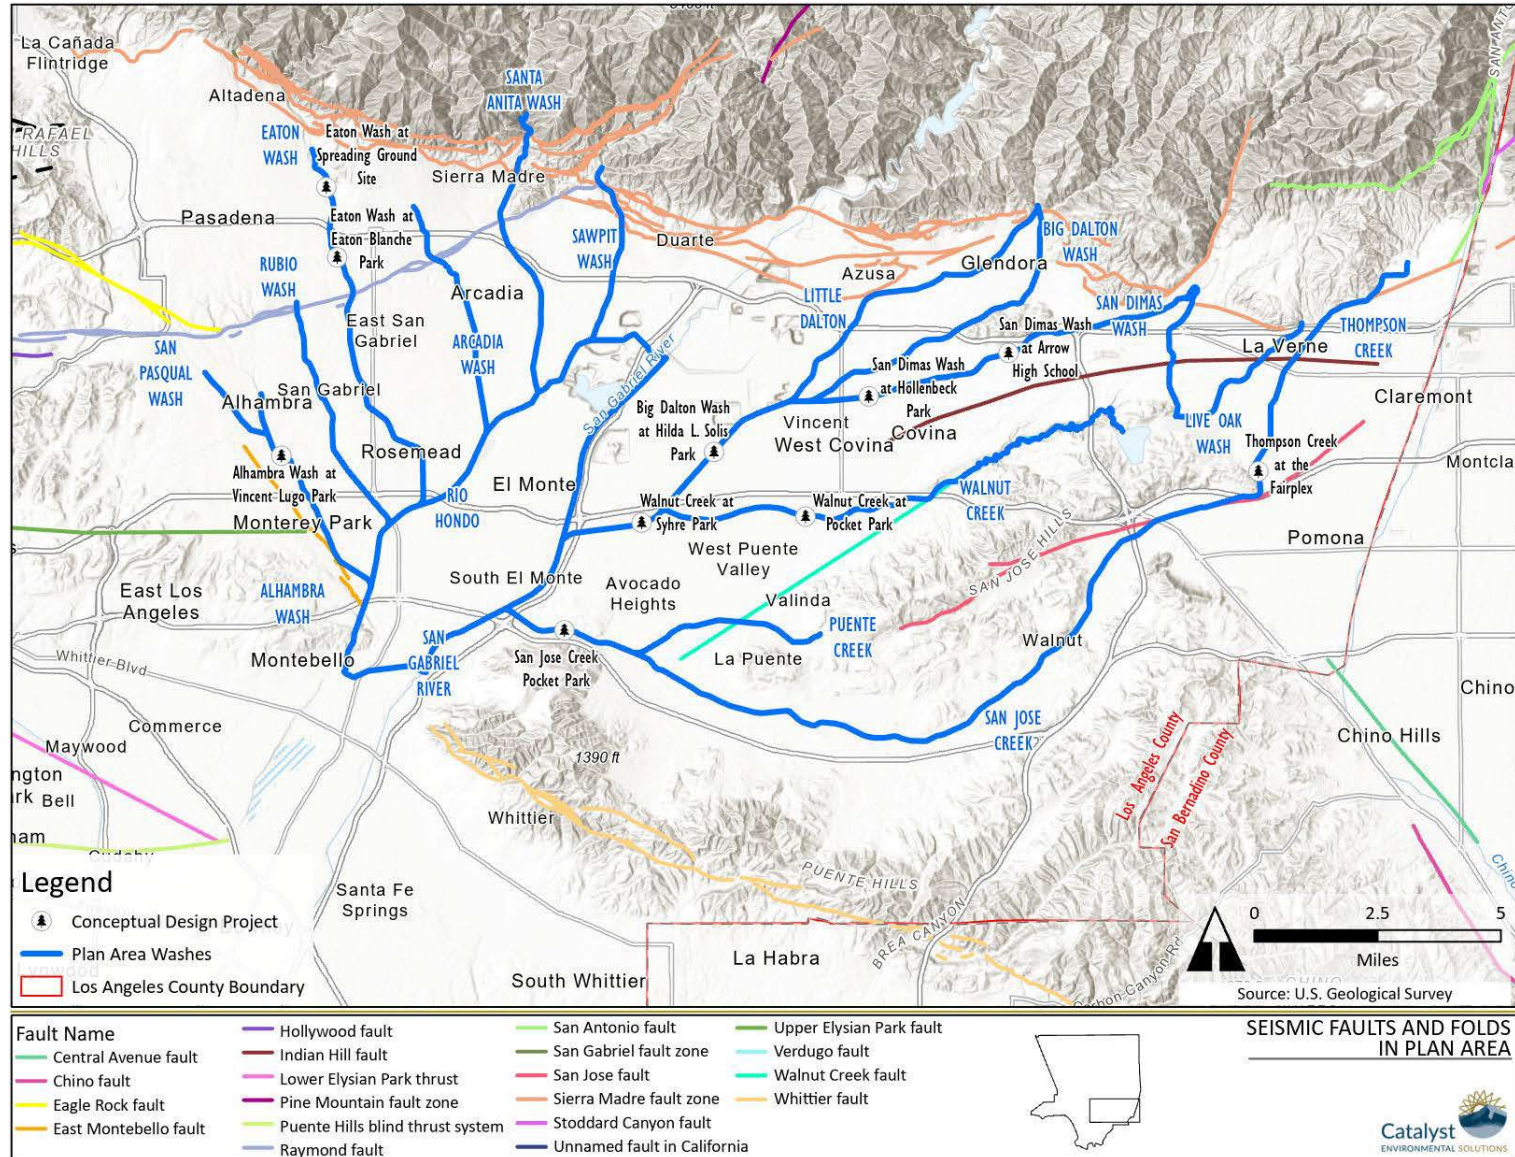 5400 ft
La Cañada
Flintridge
Altadena
SANTA
ANITA WASH
SAN ANTO
RAFAEL
HILLS
EATON
WASH
Eaton Wash at
Spreading Ground
Site
Sierra Madre
Pasadena
Eaton Wash at
Eaton Blanche
Park
SAWPIT
WASH
Duarte
BIG DALTON
WASH
RUBIO
WASH
Arcadia
Azusa
Glendora
LITTLE
DALTON
SAN DIMAS
WASH
East San
Gabriel
ARCADIA
WASH
San Gabriel River
San Dimas Wash
at Arrow
High School
La Verne
THOMPSON
CREEK
SAN
PASQUAL
WASH
San Gabriel
Alhambra
San Dimas Wash
at Hollenbeck
Park
Claremont
Big Dalton Wash
at Hilda L. Solis
Park
Vincent
West Covina
Covina
LIVE OAK
WASH
Rosemead
Thompson Creek
at the
Fairplex
Montcla
Alhambra Wash at
Vincent Lugo Park
El Monte
RIO
HONDO
Walnut Creek at
Syhre Park
Walnut Creek at
Pocket Park
WALNUT
CREEK
Monterey Park
West Puente
Valley
SAN JOSE HILLS
Pomona
South El Monte
Avocado
Heights
East Los
Angeles
ALHAMBRA
WASH
Valinda
PUENTE
CREEK
Walnut
Whittier Blvd
Montebello
SAN
GABRIEL
RIVER
San Jose Creek
Pocket Park
La Puente
Chino
Commerce
SAN JOSE
CREEK
Los Angeles County
San Bernadino County
Chino Hills
Maywood
1390 ft
ngton
rk
Bell
Whittier
ham
Cudahy
PUENTE HILLS
Chino
Legend
Santa Fe
Springs
Conceptual Design Project
Plan Area Washes
Los Angeles County Boundary
BREA CANYON
La Habra
South Whittier
Carbon Canyon Rd
0 2.5 5
Miles
Source: U.S. Geological Survey
Fault Name
Central Avenue fault
Chino fault
Eagle Rock fault
East Montebello fault
Hollywood fault
Indian Hill fault
Lower Elysian Park thrust
Pine Mountain fault zone
Puente Hills blind thrust system
Raymond fault
San Antonio fault
San Gabriel fault zone
San Jose fault
Sierra Madre fault zone
Stoddard Canyon fault
Unnamed fault in California
Upper Elysian Park fault
Verdugo fault
Walnut Creek fault
Whittier fault
SEISMIC FAULTS AND FOLDS
IN PLAN AREA
Catalyst
ENVIRONMENTAL SOLUTIONS